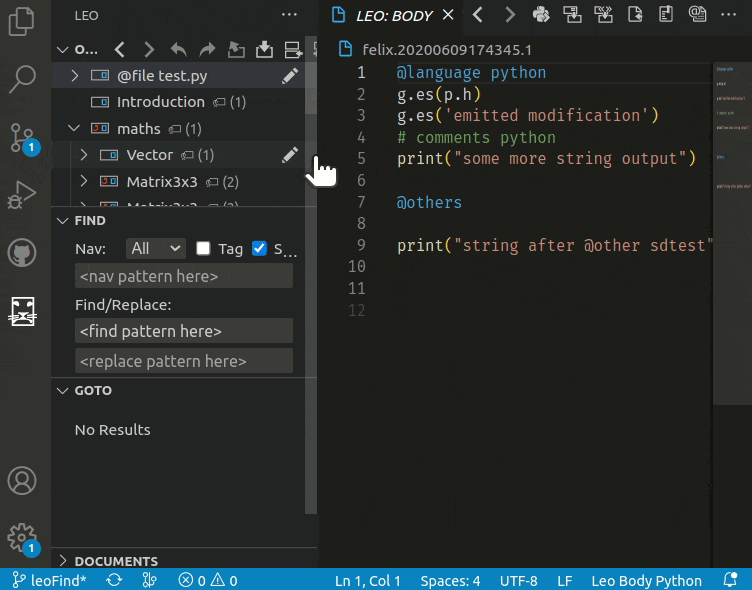 LEO
LEO: BODY
O...
felix.20200609174345.1
@file test.py
Introduction (1)
maths (1)
Vector (1)
Matrix3x3 (2)
1 @language python
2 g.es(p.h)
3 g.es('emitted modification')
4 # comments python
5 print("some more string output")
6
7 @others
8
9 print("string after @other sdtest"
10
11
12
FIND
Nav: All Tag S...
<nav pattern here>
Find/Replace:
<find pattern here>
<replace pattern here>
GOTO
No Results
DOCUMENTS
1
1
leoFind* 0 0 Ln 1, Col 1 Spaces: 4 UTF-8 LF Leo Body Python